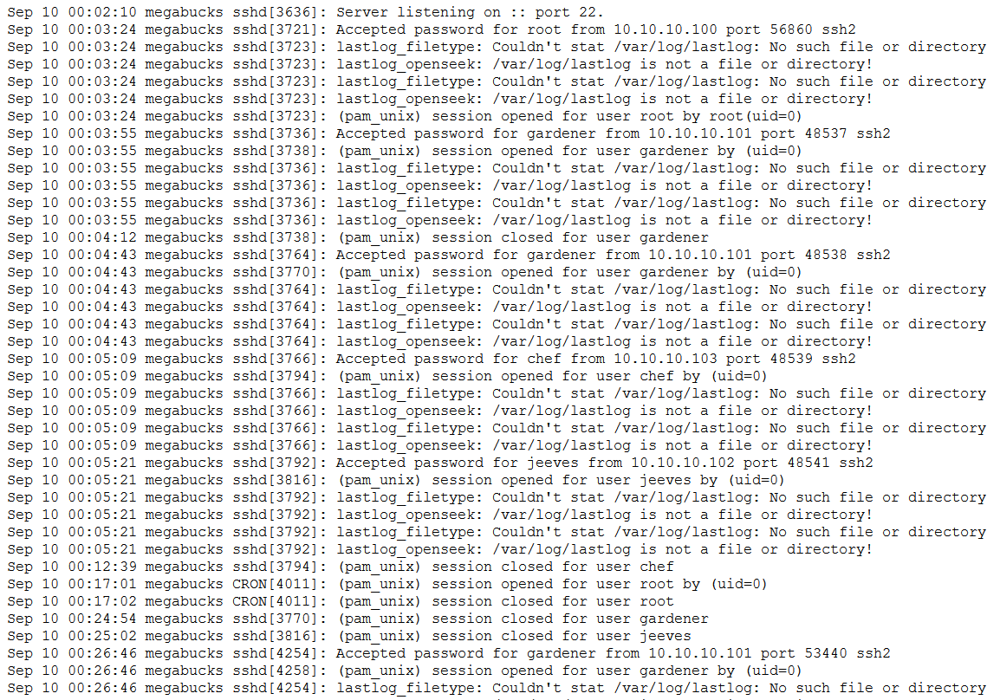 Sep 10 00:02:10 megabucks sshd[3636]: Server listening on :: port 22.
Sep 10 00:03:24 megabucks sshd[3721]: Accepted password for root from 10.10.10.100 port 56860 ssh2
Sep 10 00:03:24 megabucks sshd[3723]: lastlog_filetype: Couldn't stat /var/log/lastlog: No such file or directory
Sep 10 00:03:24 megabucks sshd[3723]: lastlog_openseek: /var/log/lastlog is not a file or directory!
Sep 10 00:03:24 megabucks sshd[3723]: lastlog_filetype: Couldn't stat /var/log/lastlog: No such file or directory
Sep 10 00:03:24 megabucks sshd[3723]: lastlog_openseek: /var/log/lastlog is not a file or directory!
Sep 10 00:03:24 megabucks sshd[3723]: (pam_unix) session opened for user root by root(uid=0)
Sep 10 00:03:55 megabucks sshd[3736]: Accepted password for gardener from 10.10.10.101 port 48537 ssh2
Sep 10 00:03:55 megabucks sshd[3738]: (pam_unix) session opened for user gardener by (uid=0)
Sep 10 00:03:55 megabucks sshd[3736]: lastlog_filetype: Couldn't stat /var/log/lastlog: No such file or directory
Sep 10 00:03:55 megabucks sshd[3736]: lastlog_openseek: /var/log/lastlog is not a file or directory!
Sep 10 00:03:55 megabucks sshd[3736]: lastlog_filetype: Couldn't stat /var/log/lastlog: No such file or directory
Sep 10 00:03:55 megabucks sshd[3736]: lastlog_openseek: /var/log/lastlog is not a file or directory!
Sep 10 00:04:12 megabucks sshd[3738]: (pam_unix) session closed for user gardener
Sep 10 00:04:43 megabucks sshd[3764]: Accepted password for gardener from 10.10.10.101 port 48538 ssh2
Sep 10 00:04:43 megabucks sshd[3770]: (pam_unix) session opened for user gardener by (uid=0)
Sep 10 00:04:43 megabucks sshd[3764]: lastlog_filetype: Couldn't stat /var/log/lastlog: No such file or directory
Sep 10 00:04:43 megabucks sshd[3764]: lastlog_openseek: /var/log/lastlog is not a file or directory!
Sep 10 00:04:43 megabucks sshd[3764]: lastlog_filetype: Couldn't stat /var/log/lastlog: No such file or directory
Sep 10 00:04:43 megabucks sshd[3764]: lastlog_openseek: /var/log/lastlog is not a file or directory!
Sep 10 00:05:09 megabucks sshd[3766]: Accepted password for chef from 10.10.10.103 port 48539 ssh2
Sep 10 00:05:09 megabucks sshd[3794]: (pam_unix) session opened for user chef by (uid=0)
Sep 10 00:05:09 megabucks sshd[3766]: lastlog_filetype: Couldn't stat /var/log/lastlog: No such file or directory
Sep 10 00:05:09 megabucks sshd[3766]: lastlog_openseek: /var/log/lastlog is not a file or directory!
Sep 10 00:05:09 megabucks sshd[3766]: lastlog_filetype: Couldn't stat /var/log/lastlog: No such file or directory
Sep 10 00:05:09 megabucks sshd[3766]: lastlog_openseek: /var/log/lastlog is not a file or directory!
Sep 10 00:05:21 megabucks sshd[3792]: Accepted password for jeeves from 10.10.10.102 port 48541 ssh2
Sep 10 00:05:21 megabucks sshd[3816]: (pam_unix) session opened for user jeeves by (uid=0)
Sep 10 00:05:21 megabucks sshd[3792]: lastlog_filetype: Couldn't stat /var/log/lastlog: No such file or directory
Sep 10 00:05:21 megabucks sshd[3792]: lastlog_openseek: /var/log/lastlog is not a file or directory!
Sep 10 00:05:21 megabucks sshd[3792]: lastlog_filetype: Couldn't stat /var/log/lastlog: No such file or directory
Sep 10 00:05:21 megabucks sshd[3792]: lastlog_openseek: /var/log/lastlog is not a file or directory!
Sep 10 00:12:39 megabucks sshd[3794]: (pam_unix) session closed for user chef
Sep 10 00:17:01 megabucks CRON[4011]: (pam_unix) session opened for user root by (uid=0)
Sep 10 00:17:02 megabucks CRON[4011]: (pam_unix) session closed for user root
Sep 10 00:24:54 megabucks sshd[3770]: (pam_unix) session closed for user gardener
Sep 10 00:25:02 megabucks sshd[3816]: (pam_unix) session closed for user jeeves
Sep 10 00:26:46 megabucks sshd[4254]: Accepted password for gardener from 10.10.10.101 port 53440 ssh2
Sep 10 00:26:46 megabucks sshd[4258]: (pam_unix) session opened for user gardener by (uid=0)
Sep 10 00:26:46 megabucks sshd[4254]: lastlog_filetype: Couldn't stat /var/log/lastlog: No such file or directory